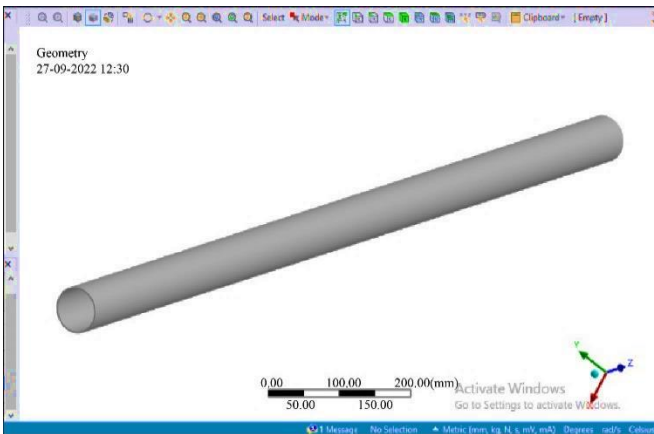 Select Mode
Clipboard
[Empty]
Geometry
27-09-2022 12:30
0,00 100,00 200,00(mm)
50.00 150.00
Y
Z
X
Activate Windows
Go to Settings to activate Windows.
1 Message No Selection Metric (mm, kg, N, s, mV, mA) Degrees rad/s Celsius